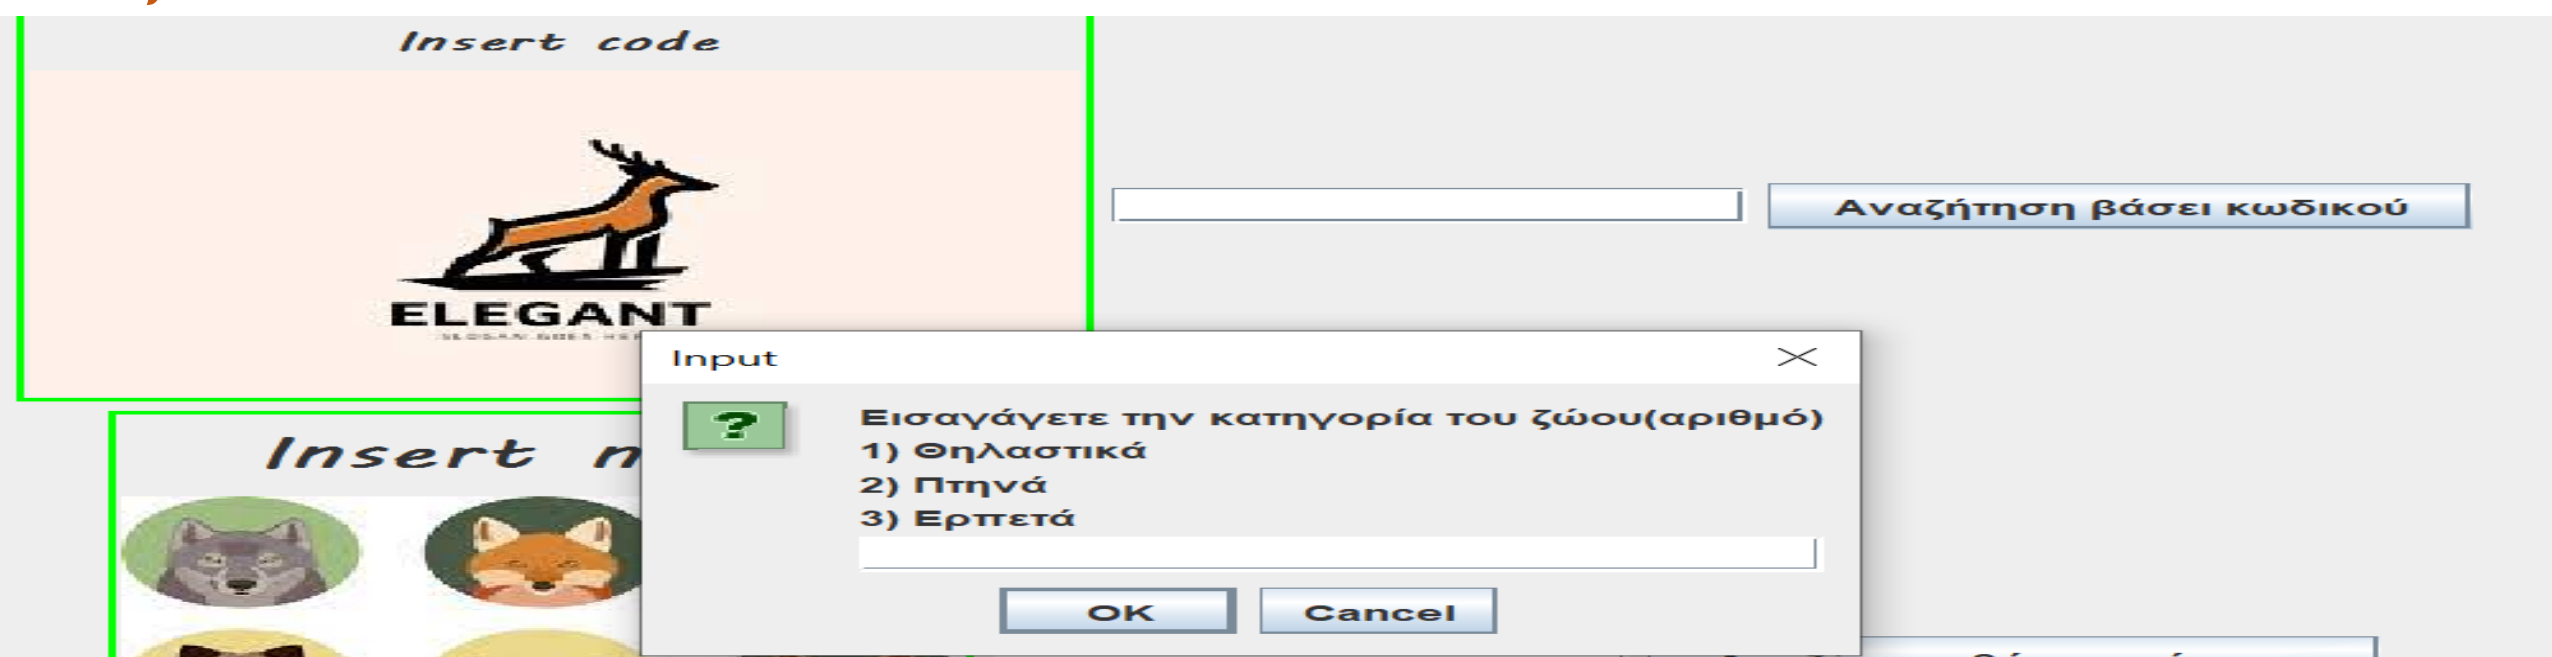 Insert code
ELEGANT
Αναζήτηση βάσει κωδικού
Input
Εισαγάγετε την κατηγορία του ζώου(αριθμό)
1) Θηλαστικά
2) Πτηνά
3) Ερπετά
OK
Cancel
Insert